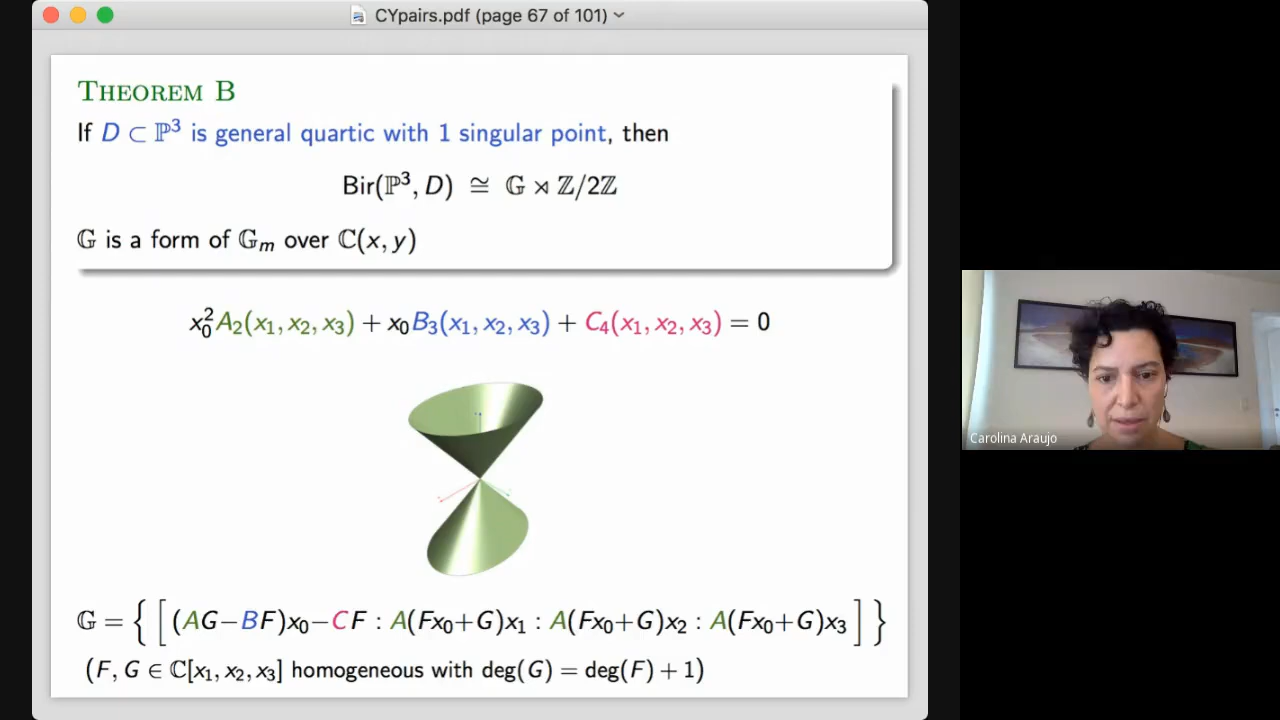 CYpairs.pdf (page 67 of 101)
THEOREM B
If D ⊂ ℙ³ is general quartic with 1 singular point, then
Bir(ℙ³, D) ≅ 𝔾 ⋊ ℤ/2ℤ
𝔾 is a form of 𝔾ₘ over ℂ(x, y)
x₀²A₂(x₁, x₂, x₃) + x₀B₃(x₁, x₂, x₃) + C₄(x₁, x₂, x₃) = 0
𝔾 = { [ (AG−BF)x₀−CF : A(Fx₀+G)x₁ : A(Fx₀+G)x₂ : A(Fx₀+G)x₃ ] }
(F, G ∈ ℂ[x₁, x₂, x₃] homogeneous with deg(G) = deg(F) + 1)
Carolina Araujo